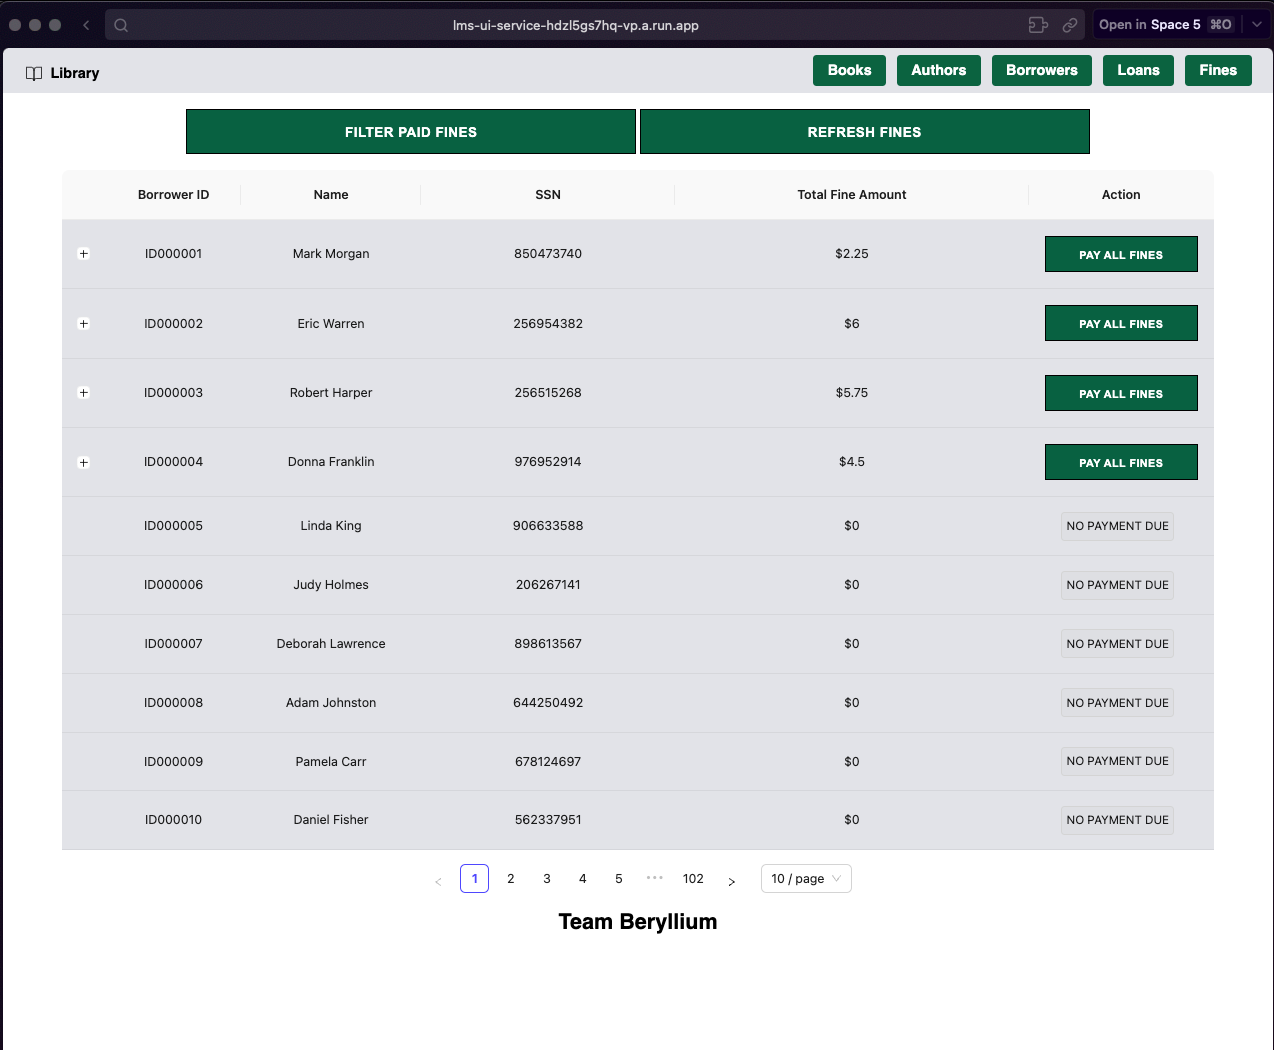 lms-ui-service-hdzl5gs7hq-vp.a.run.app
Open in Space 5 ⌘O
Library
Books Authors Borrowers Loans Fines
FILTER PAID FINES REFRESH FINES
Borrower ID Name SSN Total Fine Amount Action
+ ID000001 Mark Morgan 850473740 $2.25 PAY ALL FINES
+ ID000002 Eric Warren 256954382 $6 PAY ALL FINES
+ ID000003 Robert Harper 256515268 $5.75 PAY ALL FINES
+ ID000004 Donna Franklin 976952914 $4.5 PAY ALL FINES
ID000005 Linda King 906633588 $0 NO PAYMENT DUE
ID000006 Judy Holmes 206267141 $0 NO PAYMENT DUE
ID000007 Deborah Lawrence 898613567 $0 NO PAYMENT DUE
ID000008 Adam Johnston 644250492 $0 NO PAYMENT DUE
ID000009 Pamela Carr 678124697 $0 NO PAYMENT DUE
ID000010 Daniel Fisher 562337951 $0 NO PAYMENT DUE
< 1 2 3 4 5 ••• 102 > 10 / page
Team Beryllium